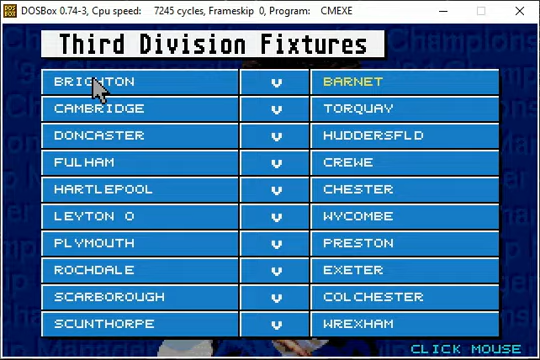 DOSBox 0.74-3, Cpu speed: 7245 cycles, Frameskip 0, Program: CMEXE
Third Division Fixtures
BRIGHTON v BARNET
CAMBRIDGE v TORQUAY
DONCASTER v HUDDERSFLD
FULHAM v CREWE
HARTLEPOOL v CHESTER
LEYTON O v WYCOMBE
PLYMOUTH v PRESTON
ROCHDALE v EXETER
SCARBOROUGH v COLCHESTER
SCUNTHORPE v WREXHAM
CLICK MOUSE